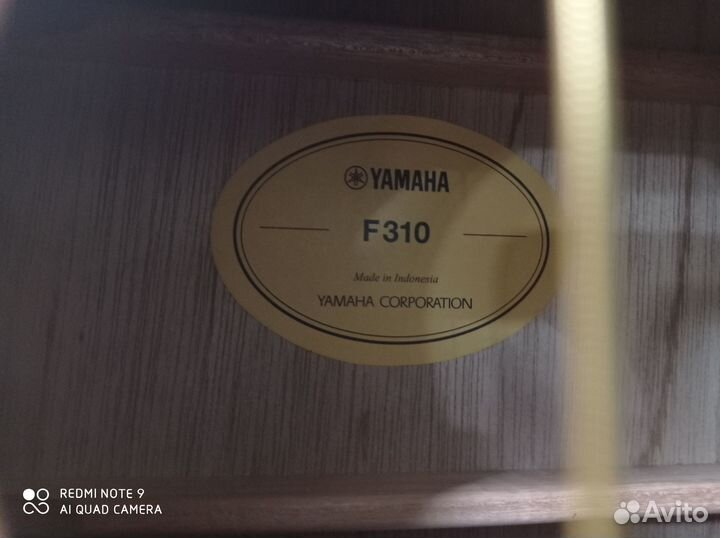 YAMAHA
F310
Made in Indonesia
YAMAHA CORPORATION
REDMI NOTE 9
AI QUAD CAMERA
Avito